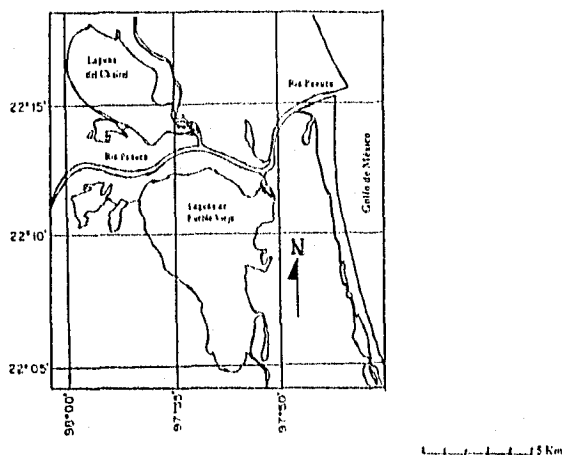 Laguna
del Chairel
Río Pánuco
22°15'
Río Pánuco
Golfo de México
Laguna de
Pueblo Viejo
22°10'
N
22°05'
98°00'
97°55'
97°50'
5 Km